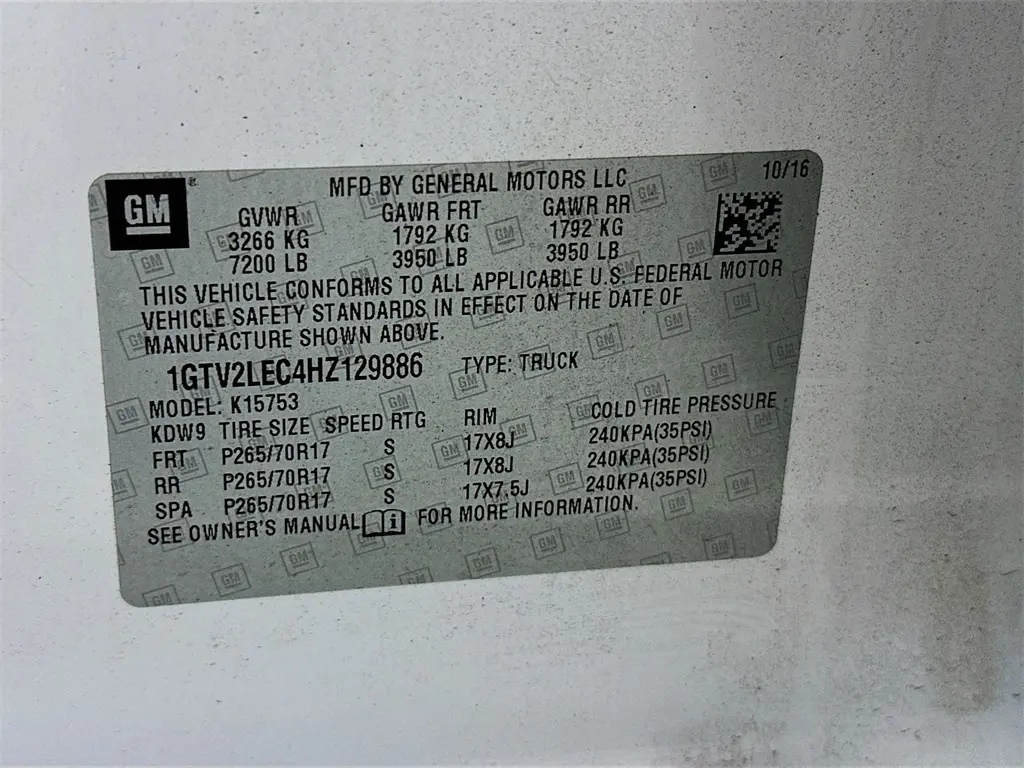 GM
MFD BY GENERAL MOTORS LLC
10/16
GVWR GAWR FRT GAWR RR
3266 KG 1792 KG 1792 KG
7200 LB 3950 LB 3950 LB
THIS VEHICLE CONFORMS TO ALL APPLICABLE U.S. FEDERAL MOTOR
VEHICLE SAFETY STANDARDS IN EFFECT ON THE DATE OF
MANUFACTURE SHOWN ABOVE.
1GTV2LEC4HZ129886 TYPE: TRUCK
MODEL: K15753
KDW9 TIRE SIZE SPEED RTG RIM COLD TIRE PRESSURE
FRT P265/70R17 S 17X8J 240KPA(35PSI)
RR P265/70R17 S 17X8J 240KPA(35PSI)
SPA P265/70R17 S 17X7.5J 240KPA(35PSI)
SEE OWNER'S MANUAL i FOR MORE INFORMATION.